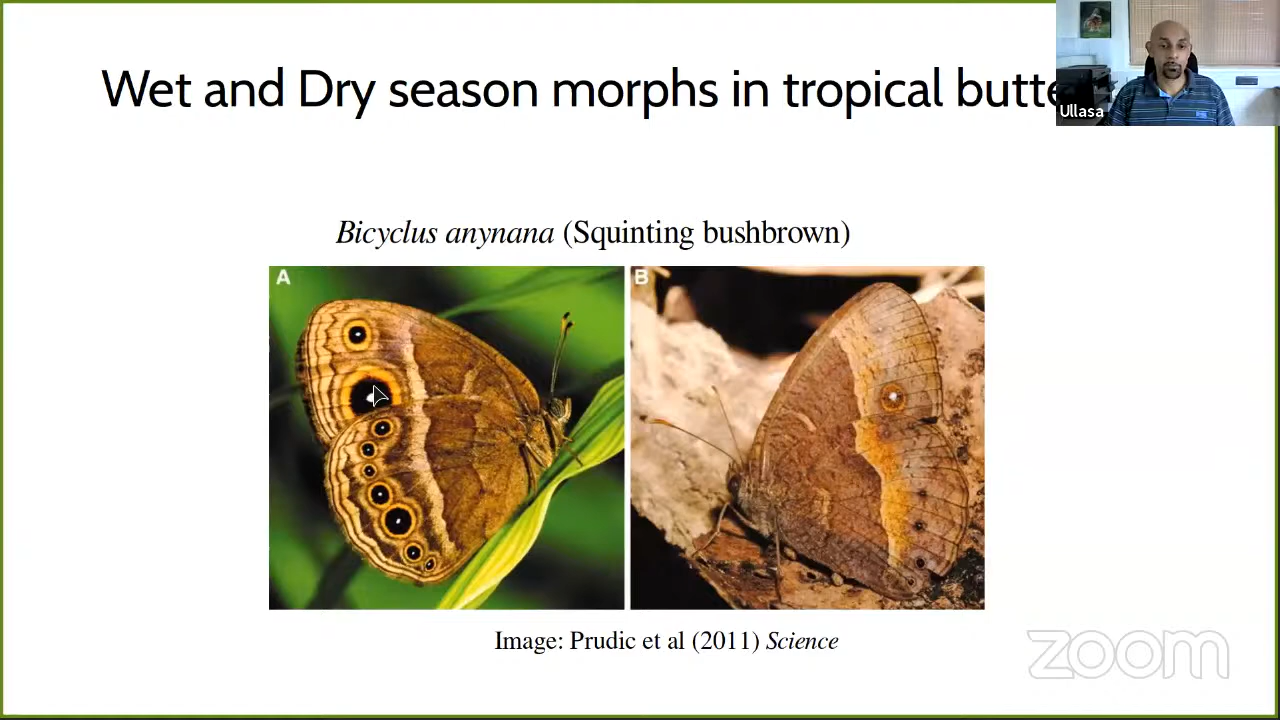 Wet and Dry season morphs in tropical butte
Ullasa
Bicyclus anynana (Squinting bushbrown)
A
B
Image: Prudic et al (2011) Science
zoom